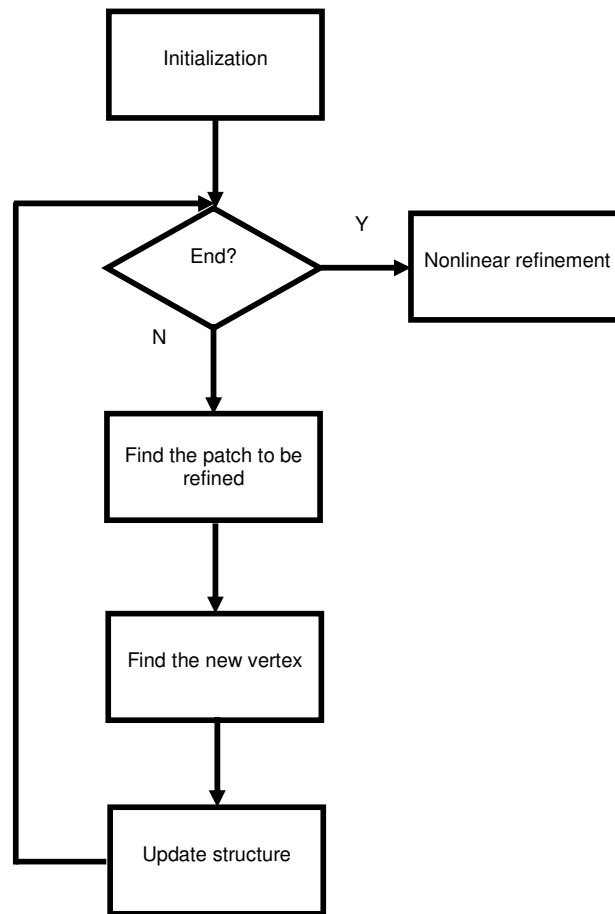 Initialization
End?
Y
Nonlinear refinement
N
Find the patch to be
refined
Find the new vertex
Update structure